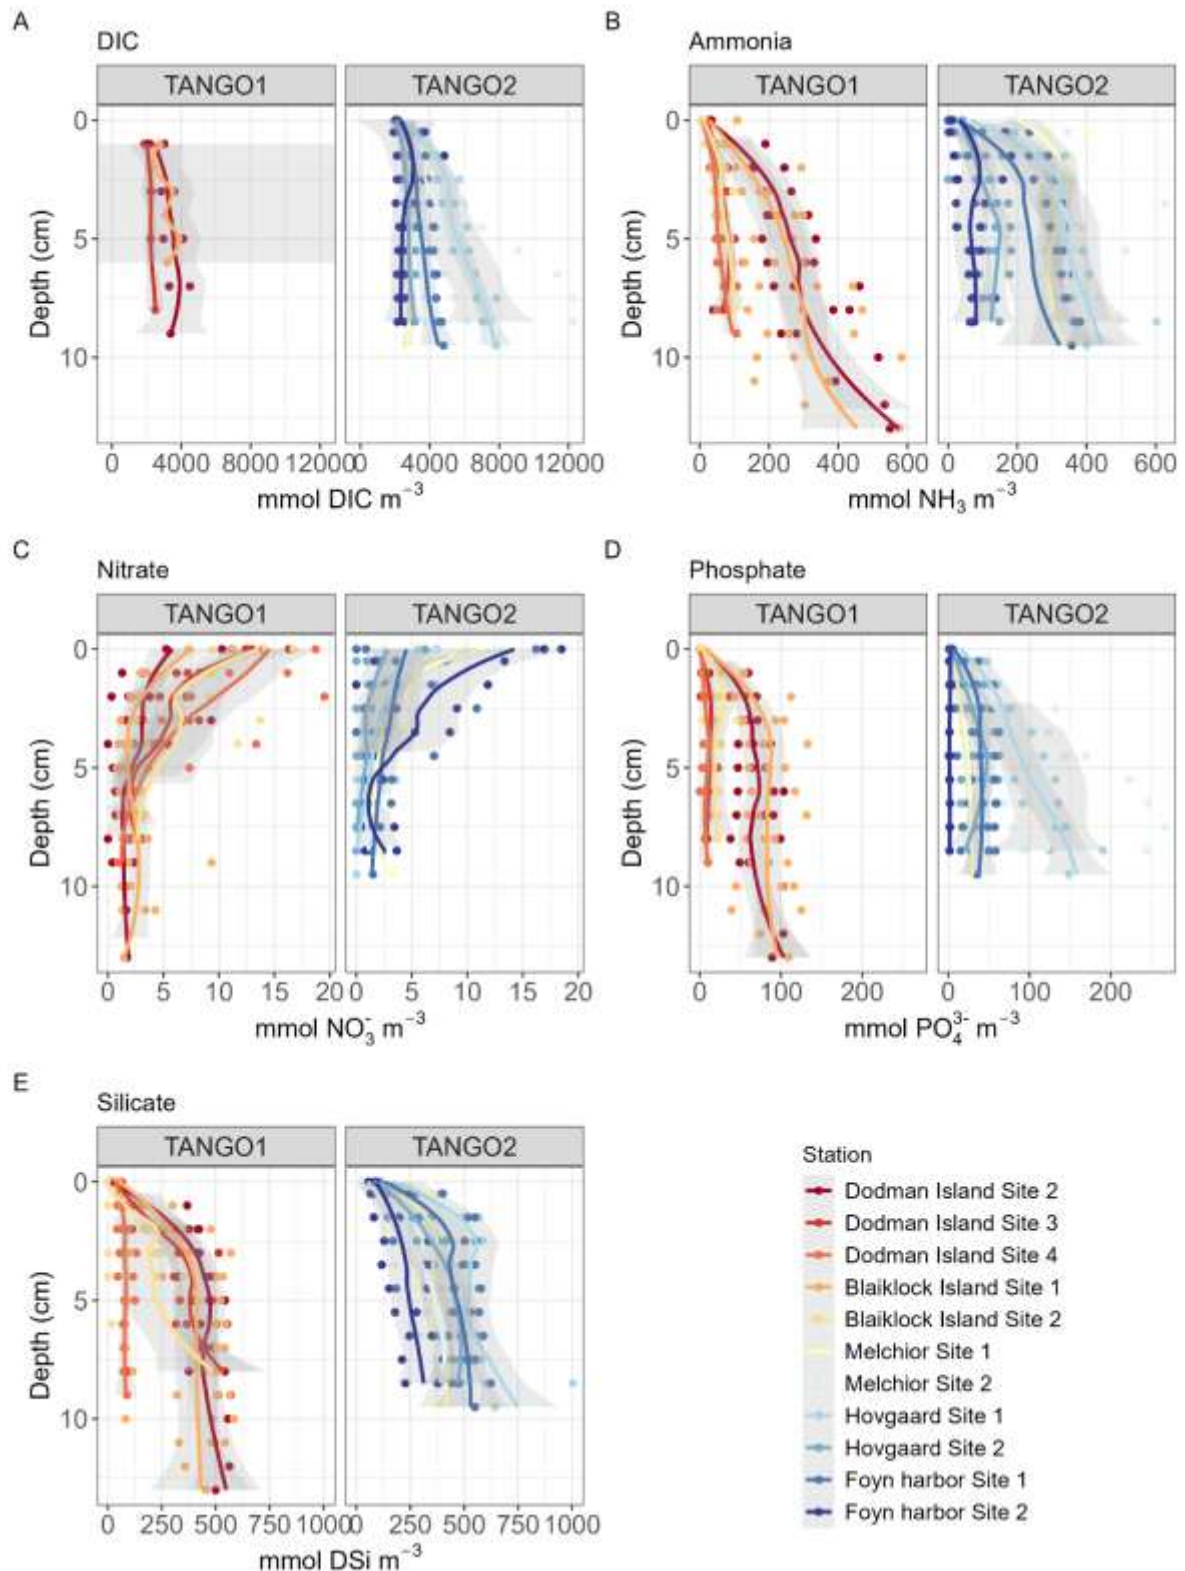 A
DIC
TANGO1
TANGO2
0
5
10
Depth (cm)
0 4000 8000 12000
0 4000 8000 12000
mmol DIC m⁻³
B
Ammonia
TANGO1
TANGO2
0
5
10
Depth (cm)
0 200 400 600
0 200 400 600
mmol NH₃ m⁻³
C
Nitrate
TANGO1
TANGO2
0
5
10
Depth (cm)
0 5 10 15 20
0 5 10 15 20
mmol NO₃⁻ m⁻³
D
Phosphate
TANGO1
TANGO2
0
5
10
Depth (cm)
0 100 200
0 100 200
mmol PO₄³⁻ m⁻³
E
Silicate
TANGO1
TANGO2
0
5
10
Depth (cm)
0 250 500 750 1000
0 250 500 750 1000
mmol DSi m⁻³
Station
Dodman Island Site 2
Dodman Island Site 3
Dodman Island Site 4
Blaiklock Island Site 1
Blaiklock Island Site 2
Melchior Site 1
Melchior Site 2
Hovgaard Site 1
Hovgaard Site 2
Foyn harbor Site 1
Foyn harbor Site 2